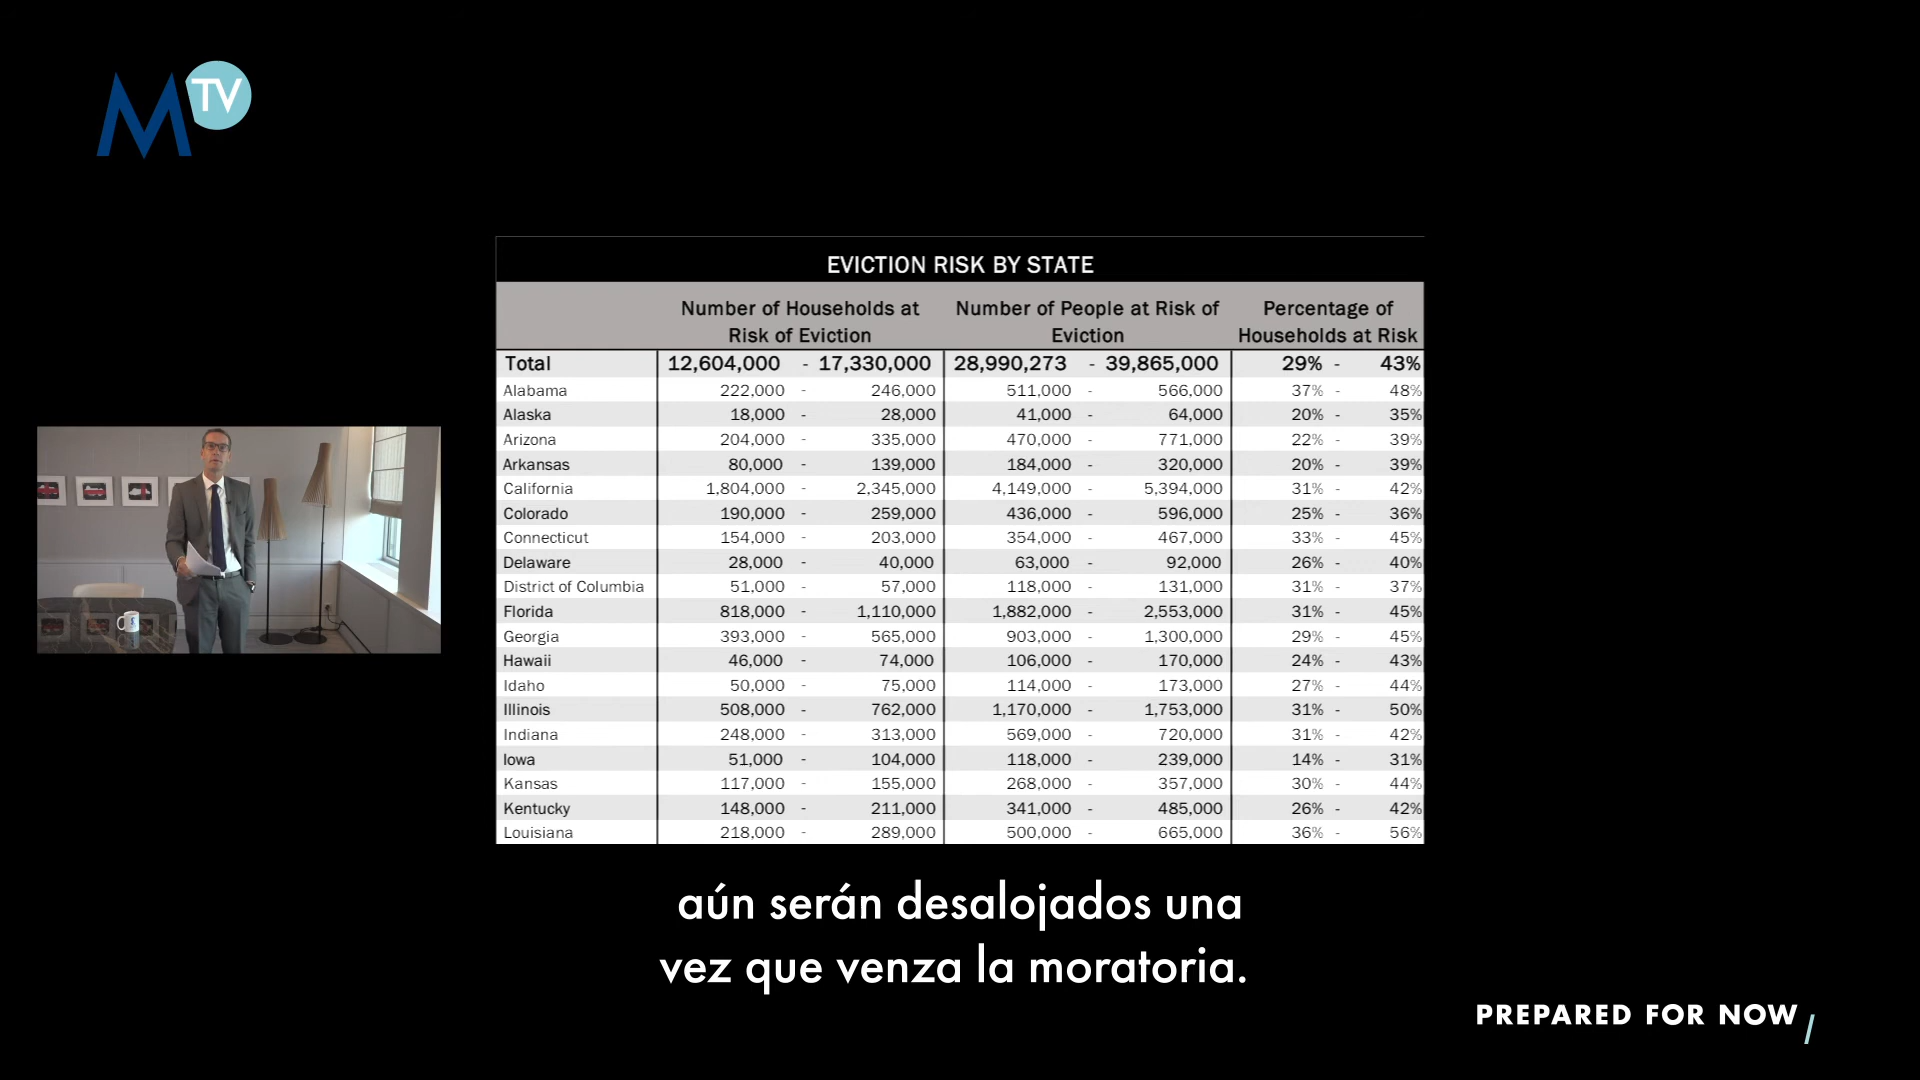 MTV
EVICTION RISK BY STATE
Number of Households at Risk of Eviction Number of People at Risk of Eviction Percentage of Households at Risk
Total 12,604,000 - 17,330,000 28,990,273 - 39,865,000 29% - 43%
Alabama 222,000 - 246,000 511,000 - 566,000 37% - 48%
Alaska 18,000 - 28,000 41,000 - 64,000 20% - 35%
Arizona 204,000 - 335,000 470,000 - 771,000 22% - 39%
Arkansas 80,000 - 139,000 184,000 - 320,000 20% - 39%
California 1,804,000 - 2,345,000 4,149,000 - 5,394,000 31% - 42%
Colorado 190,000 - 259,000 436,000 - 596,000 25% - 36%
Connecticut 154,000 - 203,000 354,000 - 467,000 33% - 45%
Delaware 28,000 - 40,000 63,000 - 92,000 26% - 40%
District of Columbia 51,000 - 57,000 118,000 - 131,000 31% - 37%
Florida 818,000 - 1,110,000 1,882,000 - 2,553,000 31% - 45%
Georgia 393,000 - 565,000 903,000 - 1,300,000 29% - 45%
Hawaii 46,000 - 74,000 106,000 - 170,000 24% - 43%
Idaho 50,000 - 75,000 114,000 - 173,000 27% - 44%
Illinois 508,000 - 762,000 1,170,000 - 1,753,000 31% - 50%
Indiana 248,000 - 313,000 569,000 - 720,000 31% - 42%
Iowa 51,000 - 104,000 118,000 - 239,000 14% - 31%
Kansas 117,000 - 155,000 268,000 - 357,000 30% - 44%
Kentucky 148,000 - 211,000 341,000 - 485,000 26% - 42%
Louisiana 218,000 - 289,000 500,000 - 665,000 36% - 56%
aún serán desalojados una
vez que venza la moratoria.
PREPARED FOR NOW /